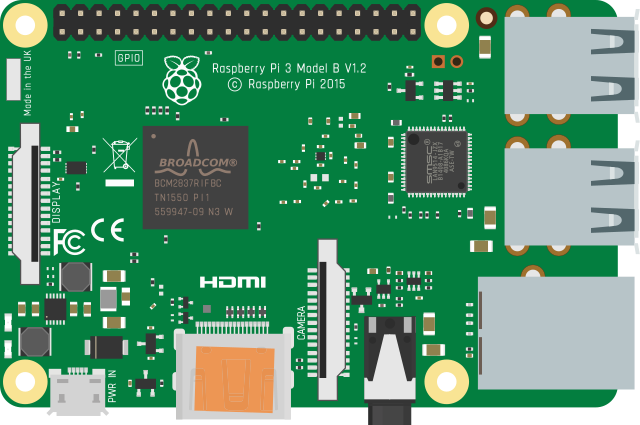 GPIO
Raspberry Pi 3 Model B V1.2
© Raspberry PI 2015
Made in the UK
BROADCOM®
BCM2837RIFBC
TN1550 P11
559947-09 N3 W
SMSC
DISPLAY
FC
CE
HDMI
CAMERA
PWR IN